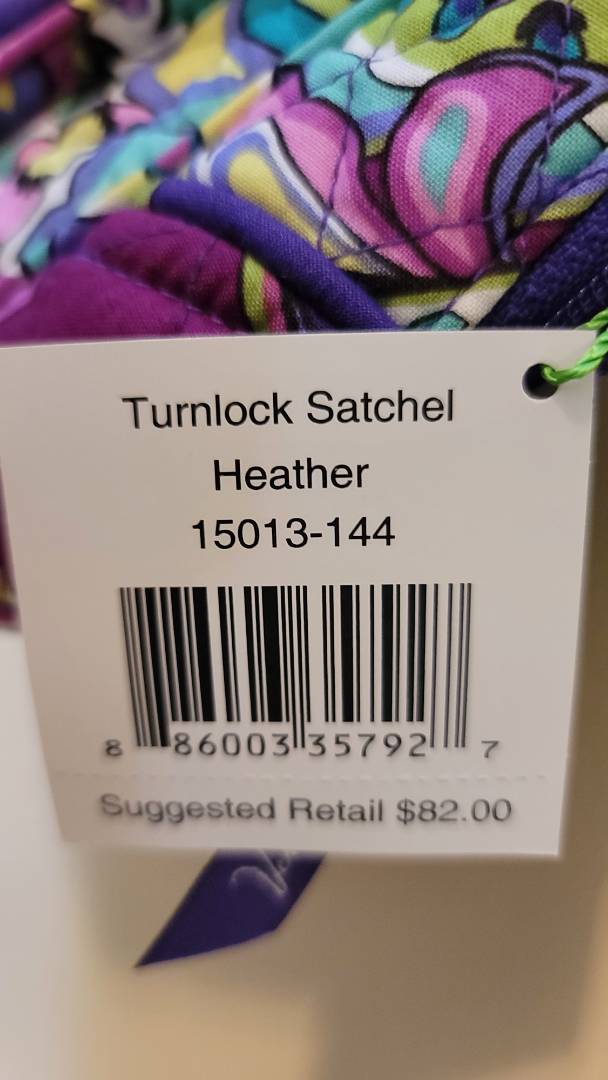 Turnlock Satchel
Heather
15013-144
8 86003 35792 7
Suggested Retail $82.00